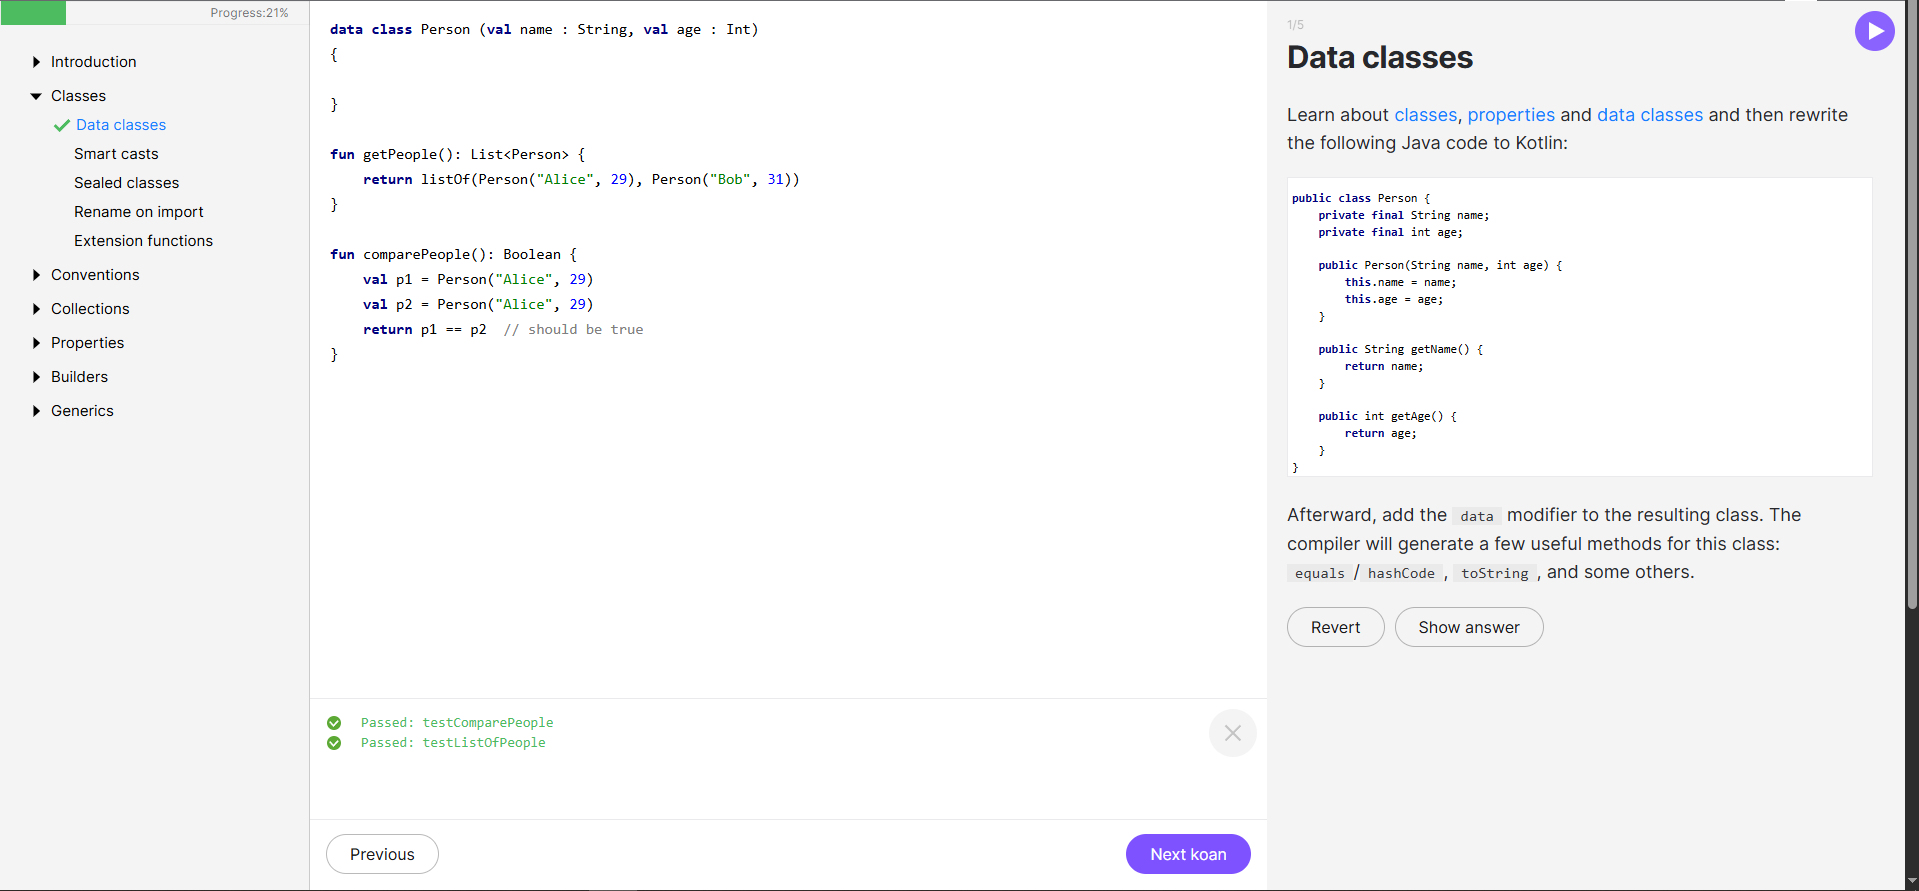 Progress:21%
Introduction
Classes
Data classes
Smart casts
Sealed classes
Rename on import
Extension functions
Conventions
Collections
Properties
Builders
Generics
data class Person (val name : String, val age : Int)
{
}
fun getPeople(): List<Person> {
    return listOf(Person("Alice", 29), Person("Bob", 31))
}
fun comparePeople(): Boolean {
    val p1 = Person("Alice", 29)
    val p2 = Person("Alice", 29)
    return p1 == p2  // should be true
}
Passed: testComparePeople
Passed: testListOfPeople
Previous
Next koan
1/5
Data classes
Learn about classes, properties and data classes and then rewrite
the following Java code to Kotlin:
public class Person {
    private final String name;
    private final int age;
    public Person(String name, int age) {
        this.name = name;
        this.age = age;
    }
    public String getName() {
        return name;
    }
    public int getAge() {
        return age;
    }
}
Afterward, add the data modifier to the resulting class. The
compiler will generate a few useful methods for this class:
equals / hashCode , toString , and some others.
Revert
Show answer